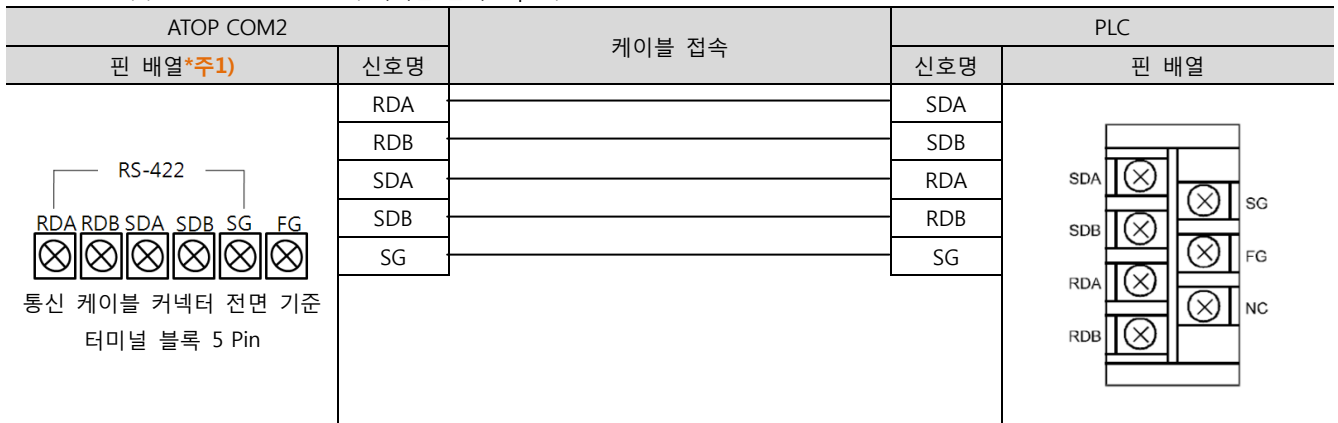 ATOP COM2 케이블 접속 PLC
핀 배열*주1) 신호명 신호명 핀 배열
RDA SDA
RDB SDB
SDA RDA
SDB RDB
SG SG
RS-422
RDA RDB SDA SDB SG FG
통신 케이블 커넥터 전면 기준
터미널 블록 5 Pin
SDA
SG
SDB
FG
RDA
NC
RDB